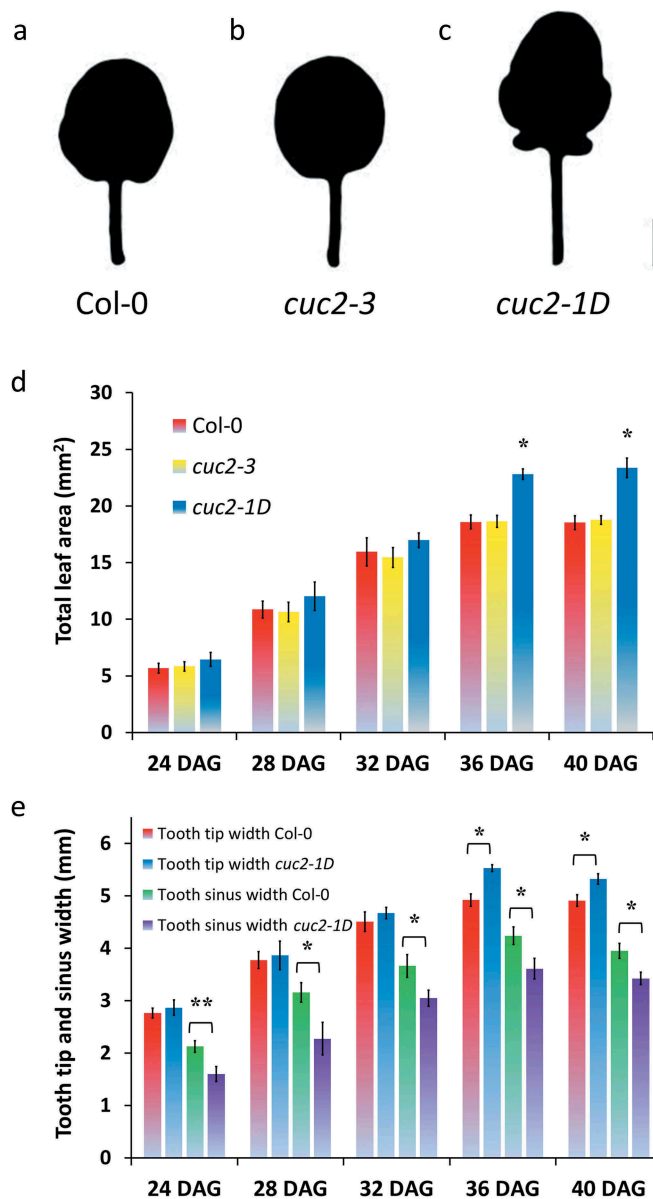 a b c
Col-0 cuc2-3 cuc2-1D
d
Total leaf area (mm²)
30
25
20
15
10
5
0
Col-0
cuc2-3
cuc2-1D
* *
24 DAG 28 DAG 32 DAG 36 DAG 40 DAG
e
Tooth tip and sinus width (mm)
6
5
4
3
2
1
0
Tooth tip width Col-0
Tooth tip width cuc2-1D
Tooth sinus width Col-0
Tooth sinus width cuc2-1D
** * * * * * *
24 DAG 28 DAG 32 DAG 36 DAG 40 DAG